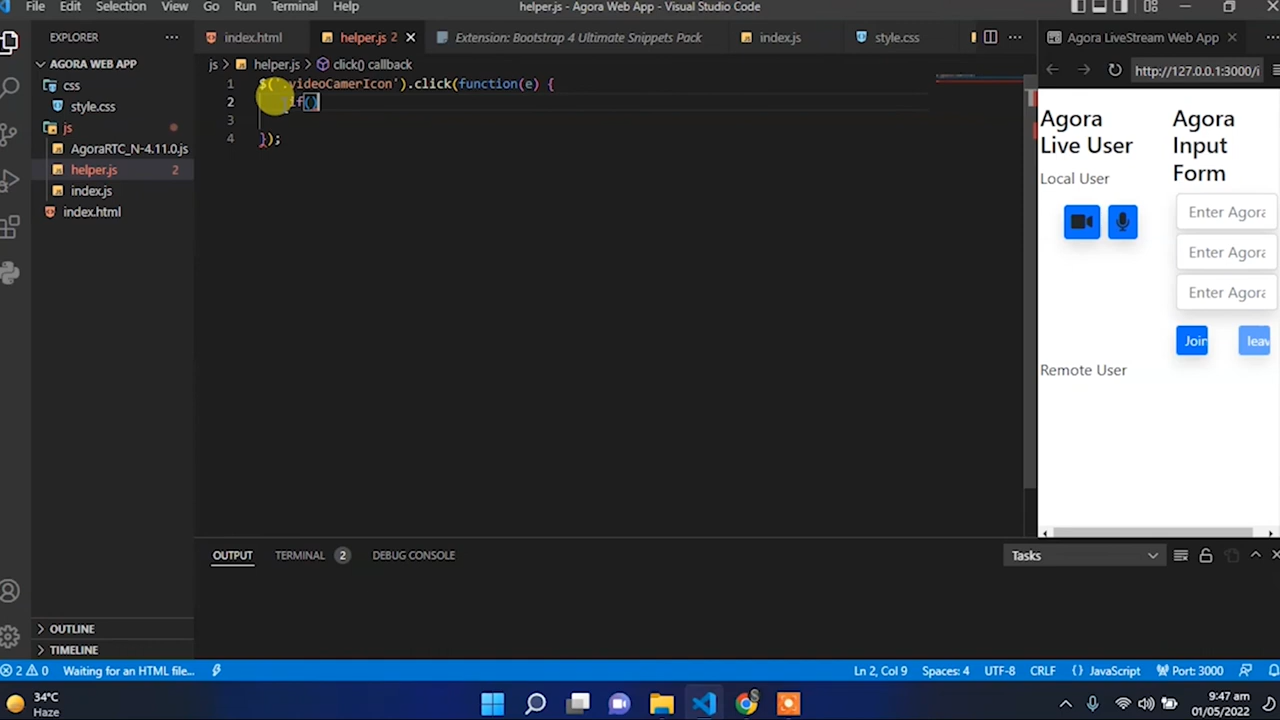 File Edit Selection View Go Run Terminal Help
helper.js - Agora Web App - Visual Studio Code
EXPLORER
index.html
helper.js 2
Extension: Bootstrap 4 Ultimate Snippets Pack
index.js
style.css
Agora LiveStream Web App
AGORA WEB APP
js > helper.js > click() callback
http://127.0.0.1:3000/i
css
style.css
js
AgoraRTC_N-4.11.0.js
helper.js 2
index.js
index.html
1 $('.videoCamerIcon').click(function(e) {
2 if()
3
4 });
Agora Live User
Local User
Remote User
Agora Input Form
Enter Agora
Enter Agora
Enter Agora
Join
leav
OUTPUT TERMINAL 2 DEBUG CONSOLE
Tasks
OUTLINE
TIMELINE
2 0 Waiting for an HTML file...
Ln 2, Col 9 Spaces: 4 UTF-8 CRLF {} JavaScript Port: 3000
34°C
Haze
9:47 am
01/05/2022